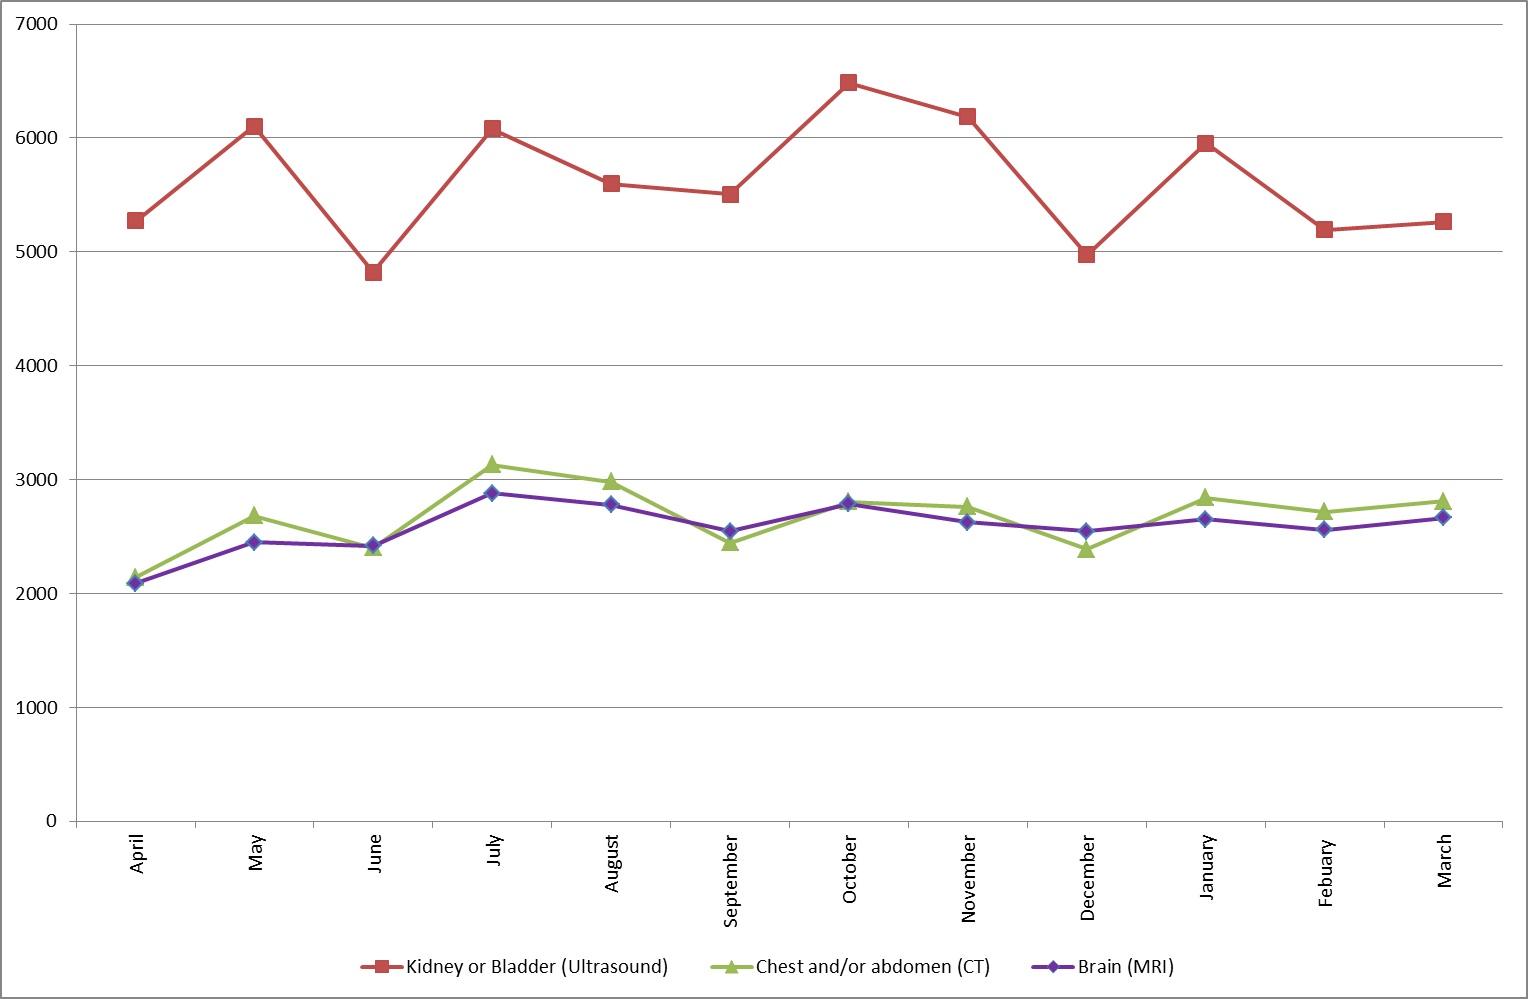 7000
6000
5000
4000
3000
2000
1000
0
April
May
June
July
August
September
October
November
December
January
Febuary
March
Kidney or Bladder (Ultrasound) Chest and/or abdomen (CT) Brain (MRI)